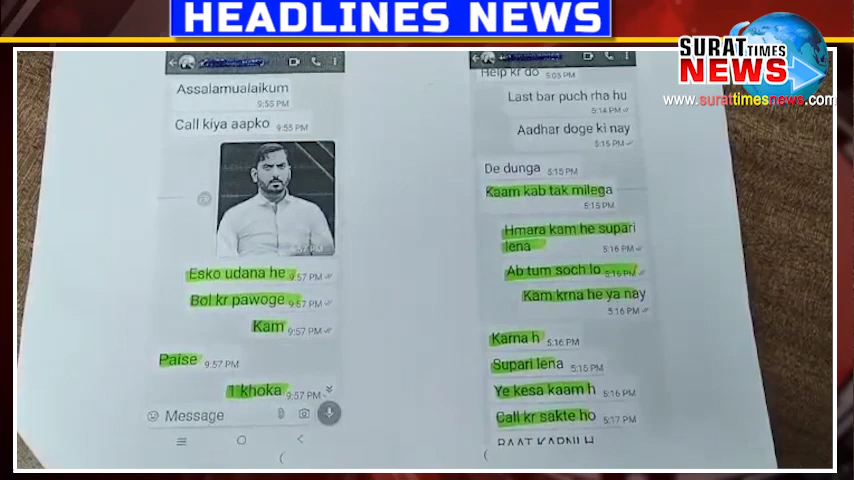 HEADLINES NEWS
SURAT TIMES
NEWS
www.surattimesnews.com
Assalamualaikum
9:55 PM
Call kiya aapko 9:55 PM
9:57 PM
Esko udana he 9:57 PM
Bol kr pawoge 9:57 PM
Kam 9:57 PM
Paise 9:57 PM
1 khoka 9:57 PM
Message
Help kr do 5:05 PM
Last bar puch rha hu
5:14 PM
Aadhar doge ki nay
5:15 PM
De dunga 5:15 PM
Kaam kab tak milega
5:15 PM
Hmara kam he supari
lena 5:16 PM
Ab tum soch lo 5:16 PM
Kam krna he ya nay
5:16 PM
Karna h 5:16 PM
Supari lena 5:16 PM
Ye kesa kaam h 5:16 PM
Call kr sakte ho 5:17 PM
BAAT KARNI H